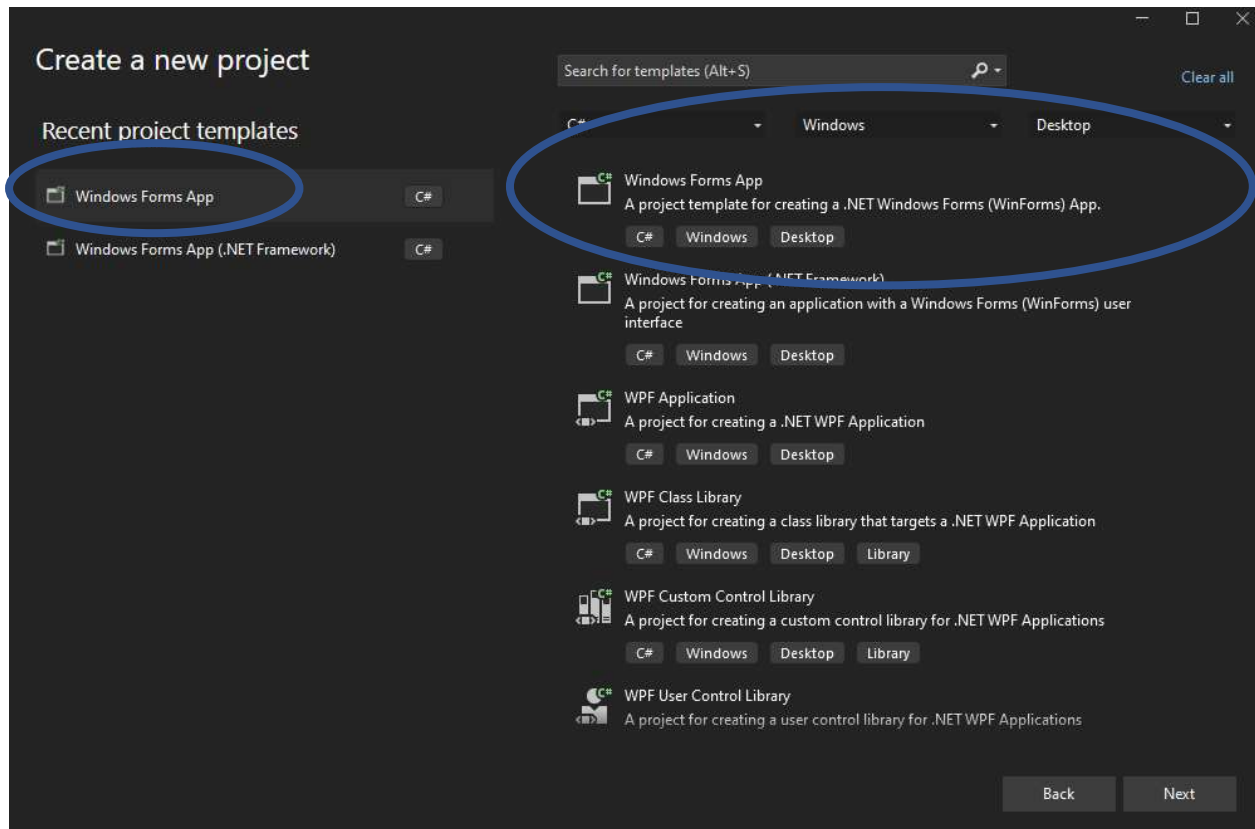 Create a new project
Search for templates (Alt+S)
Clear all
Recent project templates
C#
Windows
Desktop
Windows Forms App
C#
Windows Forms App (.NET Framework)
C#
Windows Forms App
A project template for creating a .NET Windows Forms (WinForms) App.
C# Windows Desktop
Windows Forms App (.NET Framework)
A project for creating an application with a Windows Forms (WinForms) user
interface
C# Windows Desktop
WPF Application
A project for creating a .NET WPF Application
C# Windows Desktop
WPF Class Library
A project for creating a class library that targets a .NET WPF Application
C# Windows Desktop Library
WPF Custom Control Library
A project for creating a custom control library for .NET WPF Applications
C# Windows Desktop Library
WPF User Control Library
A project for creating a user control library for .NET WPF Applications
Back
Next